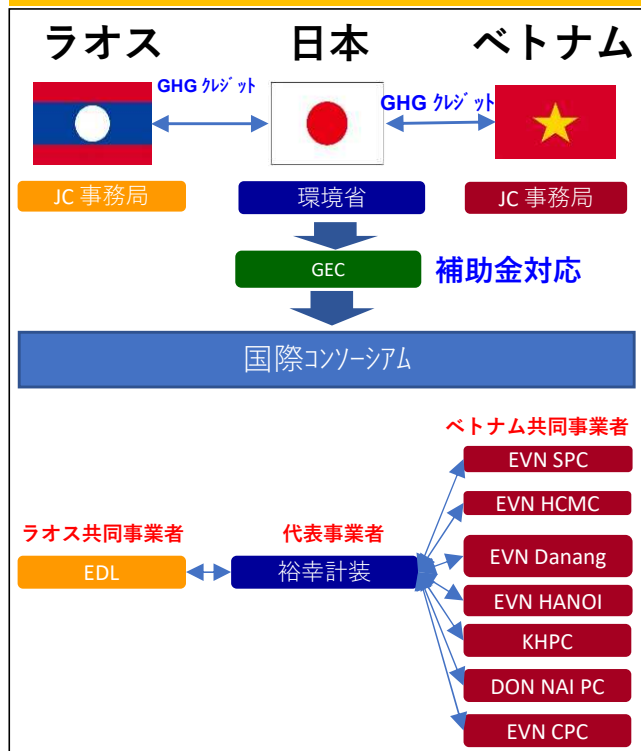 ラオス 日本 ベトナム
GHG ｸﾚｼﾞｯﾄ
GHG ｸﾚｼﾞｯﾄ
JC 事務局 環境省 JC 事務局
GEC 補助金対応
国際ｺﾝｿｰｼｱﾑ
ベトナム共同事業者
EVN SPC
EVN HCMC
ラオス共同事業者 代表事業者
EVN Danang
EDL 裕幸計装
EVN HANOI
KHPC
DON NAI PC
EVN CPC